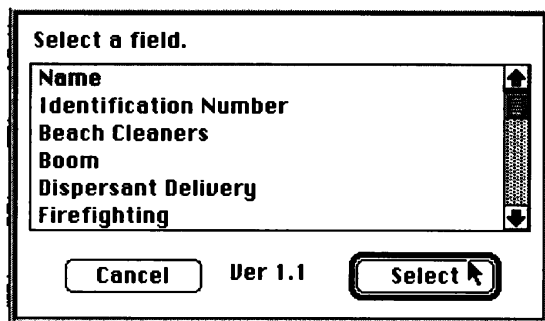 Select a field.
Name
Identification Number
Beach Cleaners
Boom
Dispersant Delivery
Firefighting
Cancel Ver 1.1 Select